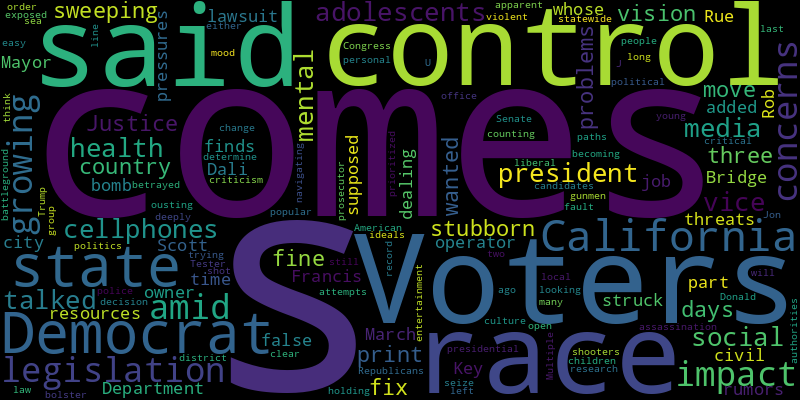 order sweeping adolescents apparent whose vision Rue
exposed lawsuit violent statewide
sea said control last
easy line pressures either Congress people
Mayor mood personal U long J political
comes mental problems move concerns
think growing Justice change office added Rob
health finds Senate young media
country determine counting paths critical
bomb Dali navigating supposed prioritized dealing wanted liberal becoming three
battleground betrayed criticism prosecutor president job Bridge
Trump ousting candidates vice
group deeply popular gunmen fault threats Jon
cellphones S American stubborn California
city politics Scott ideals Voters operator
state trying fine still two
Tester time shot Francis record local will part
talked owner attempts entertainment ago looking Donald days
resources police amid many struck
decision March culture open assassination social
Democrat false print presidential Multiple shooters civil authorities
district clear race children
legislation Republicans Key research impact
law Department holding fix seize rumors
bolster left